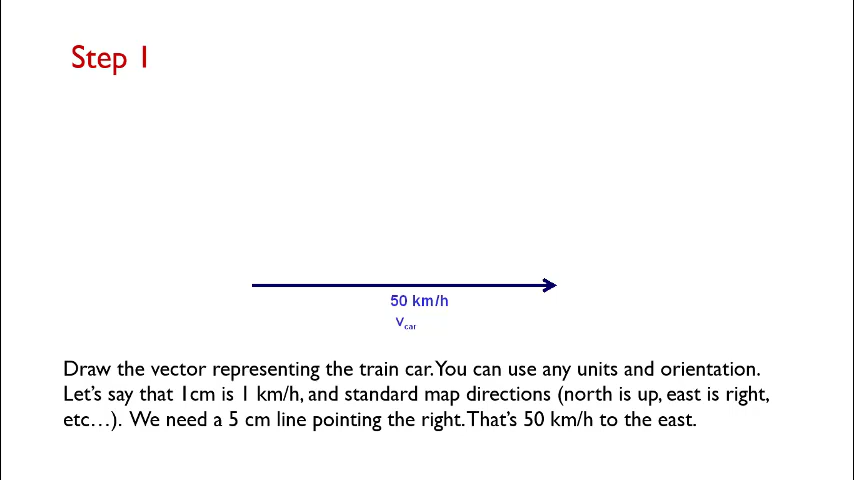 Step 1
50 km/h
vcar
Draw the vector representing the train car. You can use any units and orientation.
Let's say that 1cm is 1 km/h, and standard map directions (north is up, east is right,
etc…). We need a 5 cm line pointing the right. That's 50 km/h to the east.